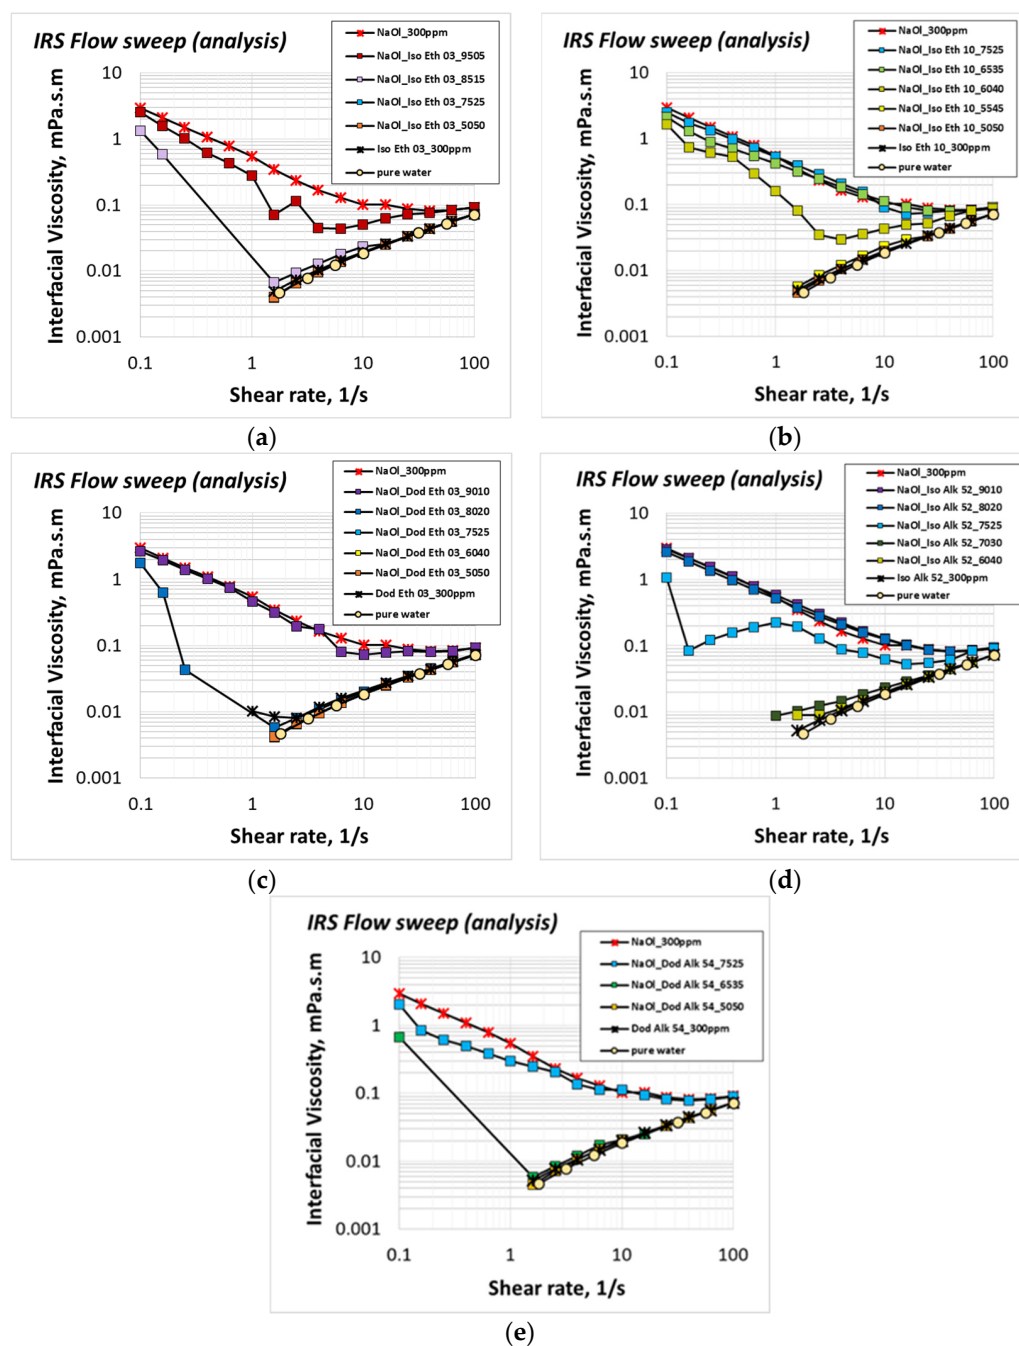 IRS Flow sweep (analysis)
NaOl_300ppm
NaOl_Iso Eth 03_9505
NaOl_Iso Eth 03_8515
NaOl_Iso Eth 03_7525
NaOl_Iso Eth 03_5050
Iso Eth 03_300ppm
pure water
Interfacial Viscosity, mPa.s.m
10
1
0.1
0.01
0.001
0.1
1
10
100
Shear rate, 1/s
(a)
IRS Flow sweep (analysis)
NaOl_300ppm
NaOl_Iso Eth 10_7525
NaOl_Iso Eth 10_6535
NaOl_Iso Eth 10_6040
NaOl_Iso Eth 10_5545
NaOl_Iso Eth 10_5050
Iso Eth 10_300ppm
pure water
Interfacial Viscosity, mPa.s.m
10
1
0.1
0.01
0.001
0.1
1
10
100
Shear rate, 1/s
(b)
IRS Flow sweep (analysis)
NaOl_300ppm
NaOl_Dod Eth 03_9010
NaOl_Dod Eth 03_8020
NaOl_Dod Eth 03_7525
NaOl_Dod Eth 03_6040
NaOl_Dod Eth 03_5050
Dod Eth 03_300ppm
pure water
Interfacial Viscosity, mPa.s.m
10
1
0.1
0.01
0.001
0.1
1
10
100
Shear rate, 1/s
(c)
IRS Flow sweep (analysis)
NaOl_300ppm
NaOl_Iso Alk 52_9010
NaOl_Iso Alk 52_8020
NaOl_Iso Alk 52_7525
NaOl_Iso Alk 52_7030
NaOl_Iso Alk 52_6040
Iso Alk 52_300ppm
pure water
Interfacial Viscosity, mPa.s.m
10
1
0.1
0.01
0.001
0.1
1
10
100
Shear rate, 1/s
(d)
IRS Flow sweep (analysis)
NaOl_300ppm
NaOl_Dod Alk 54_7525
NaOl_Dod Alk 54_6535
NaOl_Dod Alk 54_5050
Dod Alk 54_300ppm
pure water
Interfacial Viscosity, mPa.s.m
10
1
0.1
0.01
0.001
0.1
1
10
100
Shear rate, 1/s
(e)